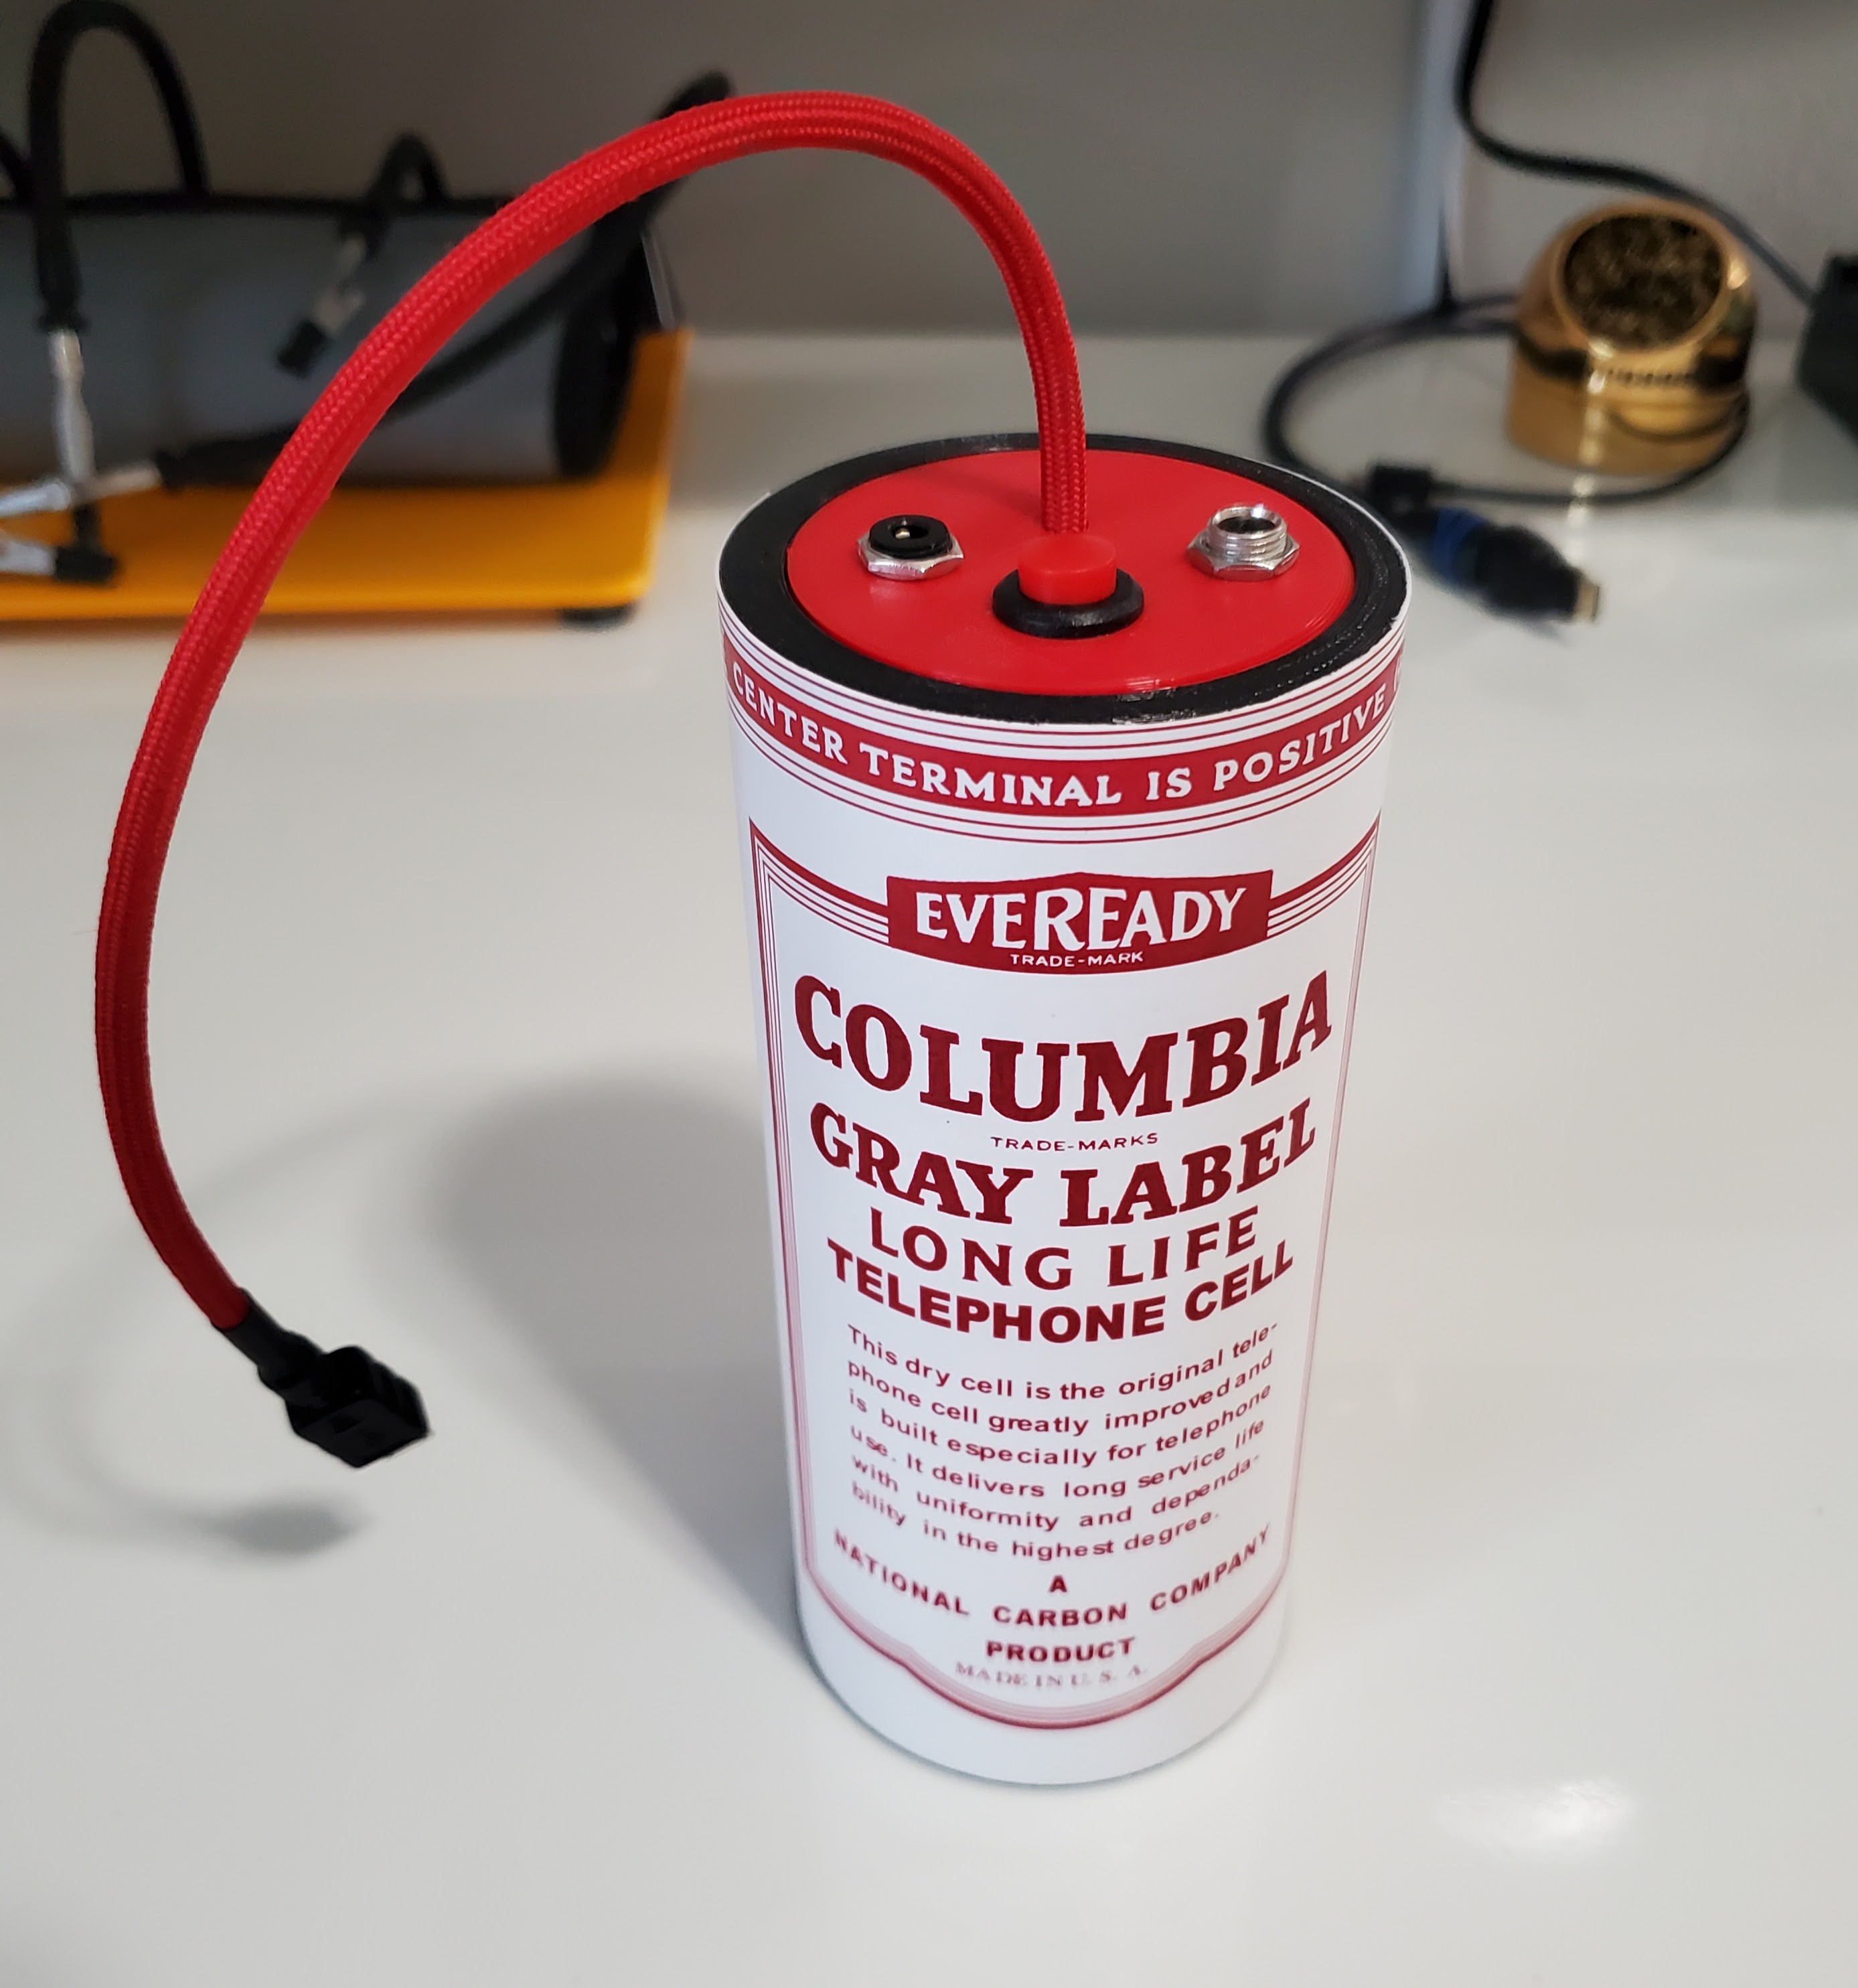 CENTER TERMINAL IS POSITIVE
EVEREADY
TRADE-MARK
COLUMBIA
TRADE-MARKS
GRAY LABEL
LONG LIFE
TELEPHONE CELL
This dry cell is the original tele-
phone cell greatly improved and
is built especially for telephone
use. It delivers long service life
with uniformity and dependa-
bility in the highest degree.
A
NATIONAL CARBON COMPANY
PRODUCT
MADE IN U. S. A.